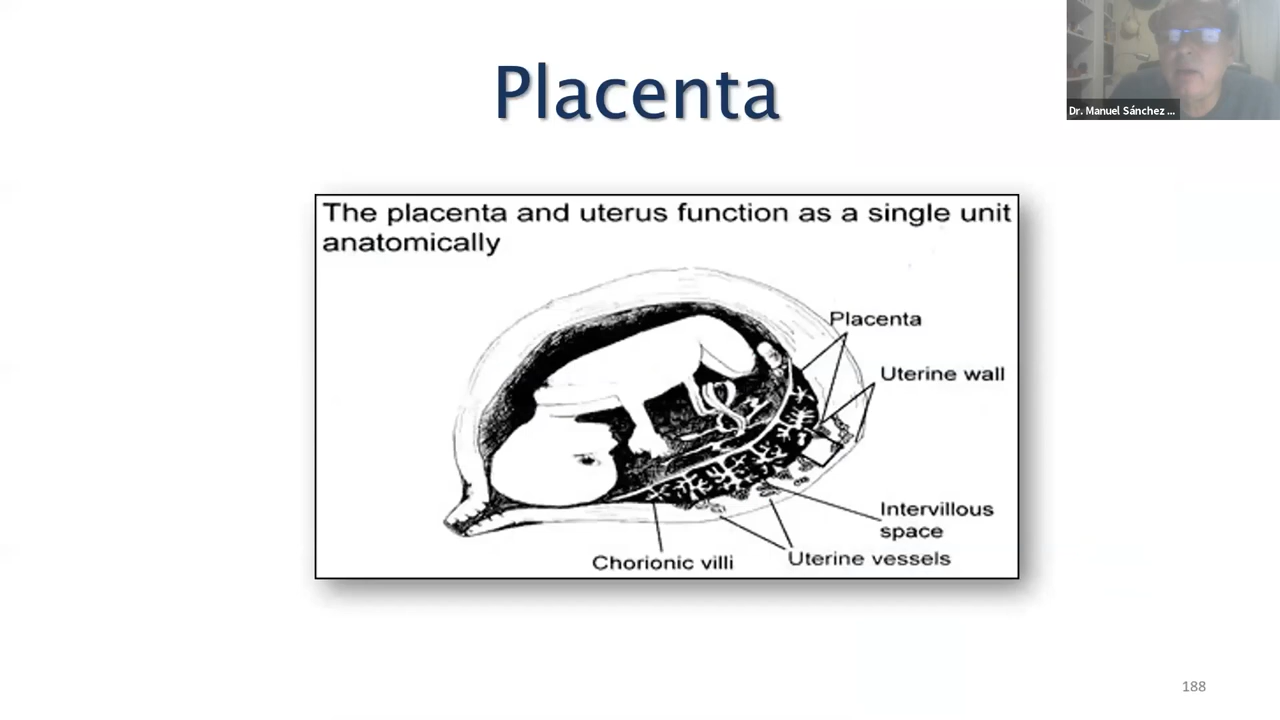 Placenta
Dr. Manuel Sánchez ...
The placenta and uterus function as a single unit
anatomically
Placenta
Uterine wall
Intervillous
space
Uterine vessels
Chorionic villi
188